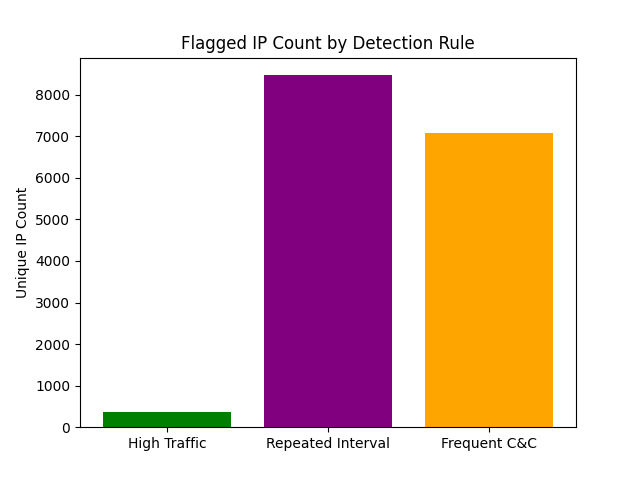 Flagged IP Count by Detection Rule
Unique IP Count
8000
7000
6000
5000
4000
3000
2000
1000
0
High Traffic
Repeated Interval
Frequent C&C